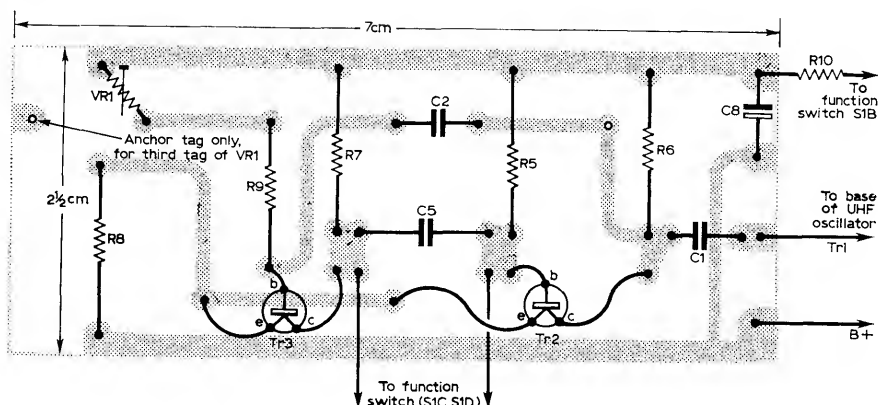 7cm
R10
To
function
switch S1B
VR1
C2
C8
Anchor tag only,
for third tag of VR1
R7
R5
R6
2½cm
R9
To base
of UHF
oscillator
Tr1
R8
C5
C1
b
e
c
Tr3
b
e
c
Tr2
B+
To function
switch (S1C S1D)